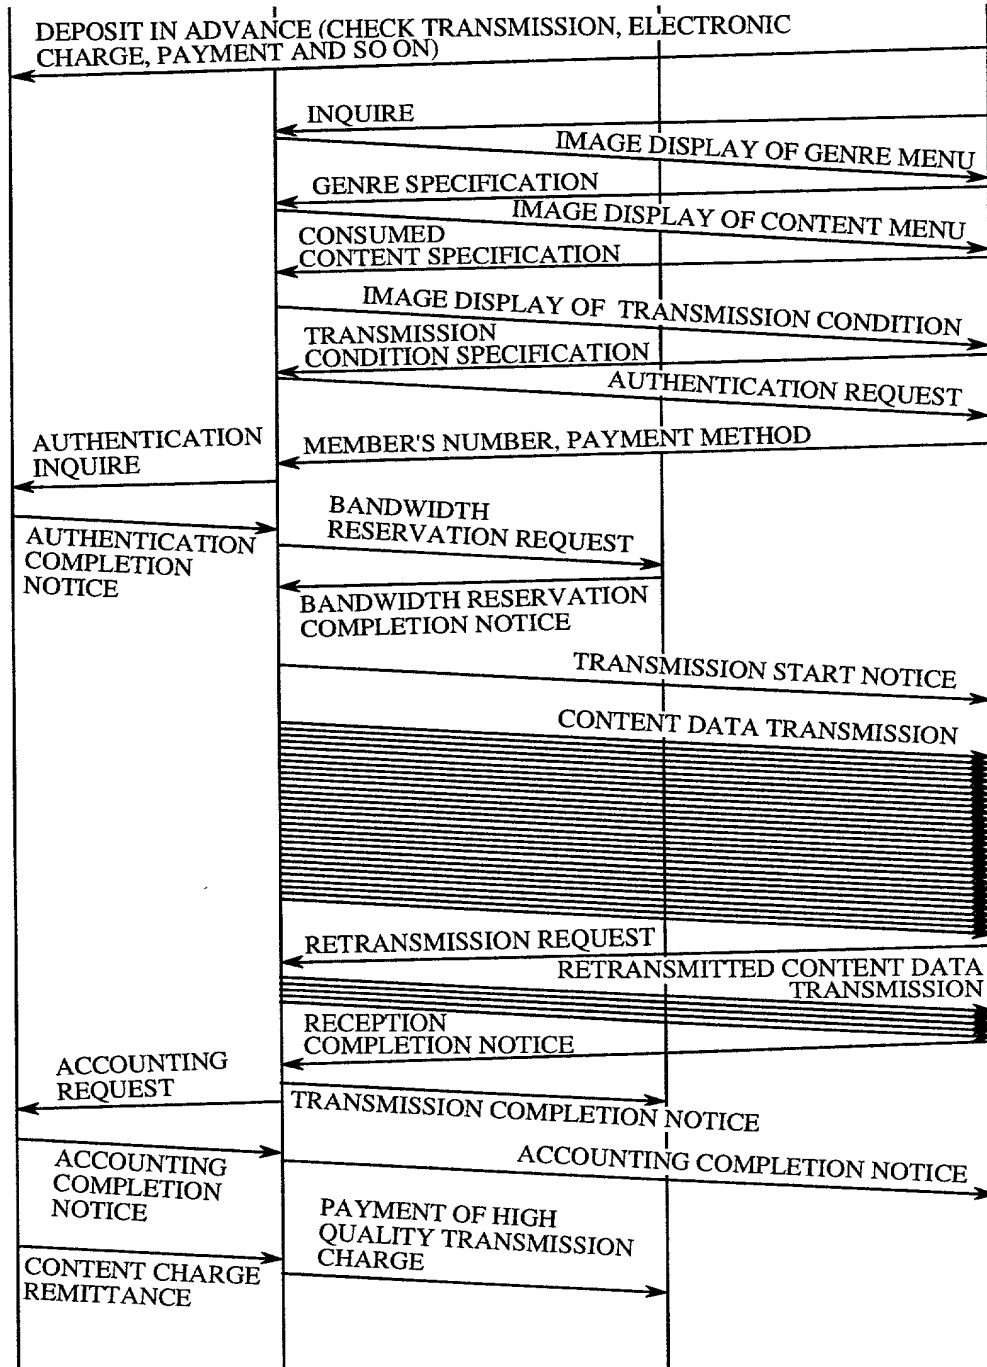 DEPOSIT IN ADVANCE (CHECK TRANSMISSION, ELECTRONIC
CHARGE, PAYMENT AND SO ON)
INQUIRE
IMAGE DISPLAY OF GENRE MENU
GENRE SPECIFICATION
IMAGE DISPLAY OF CONTENT MENU
CONSUMED
CONTENT SPECIFICATION
IMAGE DISPLAY OF TRANSMISSION CONDITION
TRANSMISSION
CONDITION SPECIFICATION
AUTHENTICATION REQUEST
MEMBER'S NUMBER, PAYMENT METHOD
AUTHENTICATION
INQUIRE
BANDWIDTH
RESERVATION REQUEST
AUTHENTICATION
COMPLETION
NOTICE
BANDWIDTH RESERVATION
COMPLETION NOTICE
TRANSMISSION START NOTICE
CONTENT DATA TRANSMISSION
RETRANSMISSION REQUEST
RETRANSMITTED CONTENT DATA
TRANSMISSION
RECEPTION
COMPLETION NOTICE
ACCOUNTING
REQUEST
TRANSMISSION COMPLETION NOTICE
ACCOUNTING COMPLETION NOTICE
ACCOUNTING
COMPLETION
NOTICE
PAYMENT OF HIGH
QUALITY TRANSMISSION
CHARGE
CONTENT CHARGE
REMITTANCE